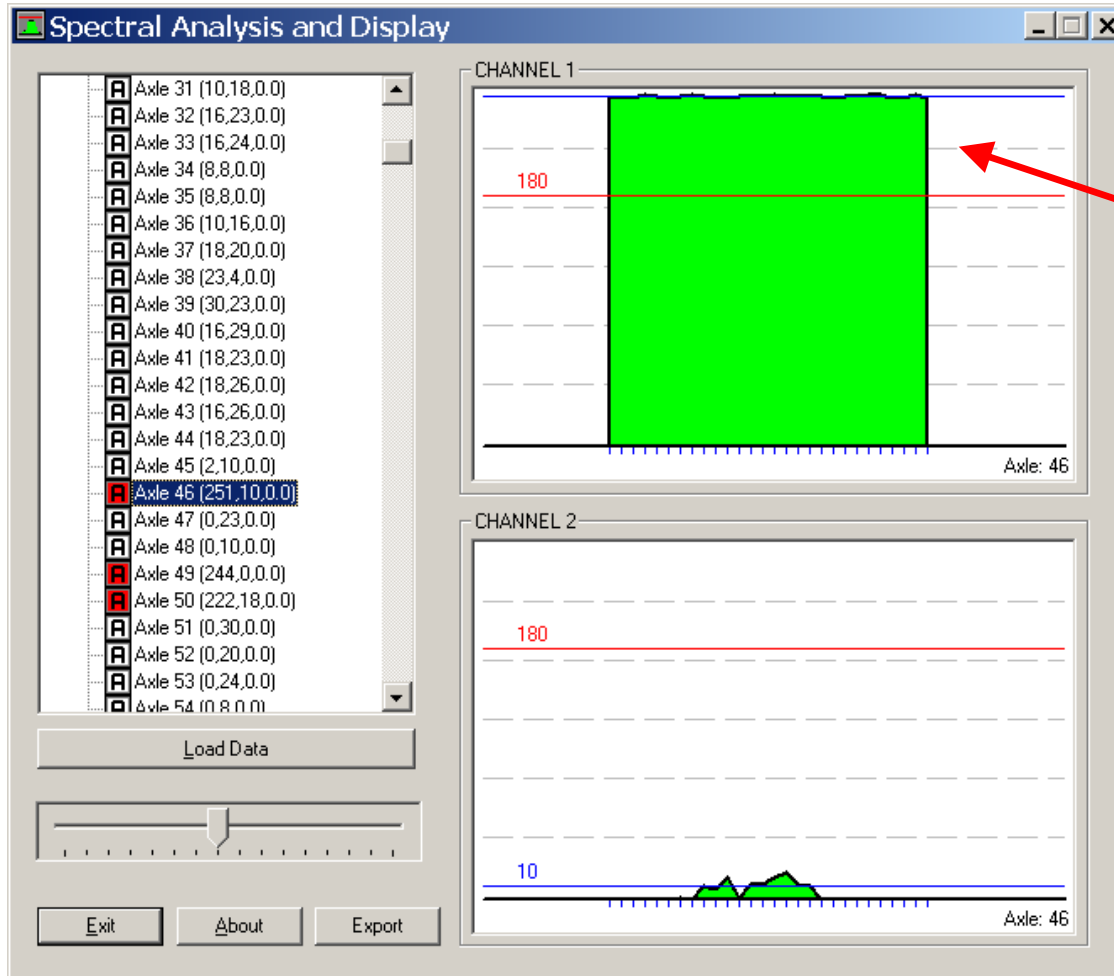 Spectral Analysis and Display
A Axle 31 (10,18,0.0)
A Axle 32 (16,23,0.0)
A Axle 33 (16,24,0.0)
A Axle 34 (8,8,0.0)
A Axle 35 (8,8,0.0)
A Axle 36 (10,16,0.0)
A Axle 37 (18,20,0.0)
A Axle 38 (23,4,0.0)
A Axle 39 (30,23,0.0)
A Axle 40 (16,29,0.0)
A Axle 41 (18,23,0.0)
A Axle 42 (18,26,0.0)
A Axle 43 (16,26,0.0)
A Axle 44 (18,23,0.0)
A Axle 45 (2,10,0.0)
A Axle 46 (251,10,0.0)
A Axle 47 (0,23,0.0)
A Axle 48 (0,10,0.0)
A Axle 49 (244,0,0.0)
A Axle 50 (222,18,0.0)
A Axle 51 (0,30,0.0)
A Axle 52 (0,20,0.0)
A Axle 53 (0,24,0.0)
A Axle 54 (0,8,0.0)
Load Data
Exit
About
Export
CHANNEL 1
180
Axle: 46
CHANNEL 2
180
10
Axle: 46